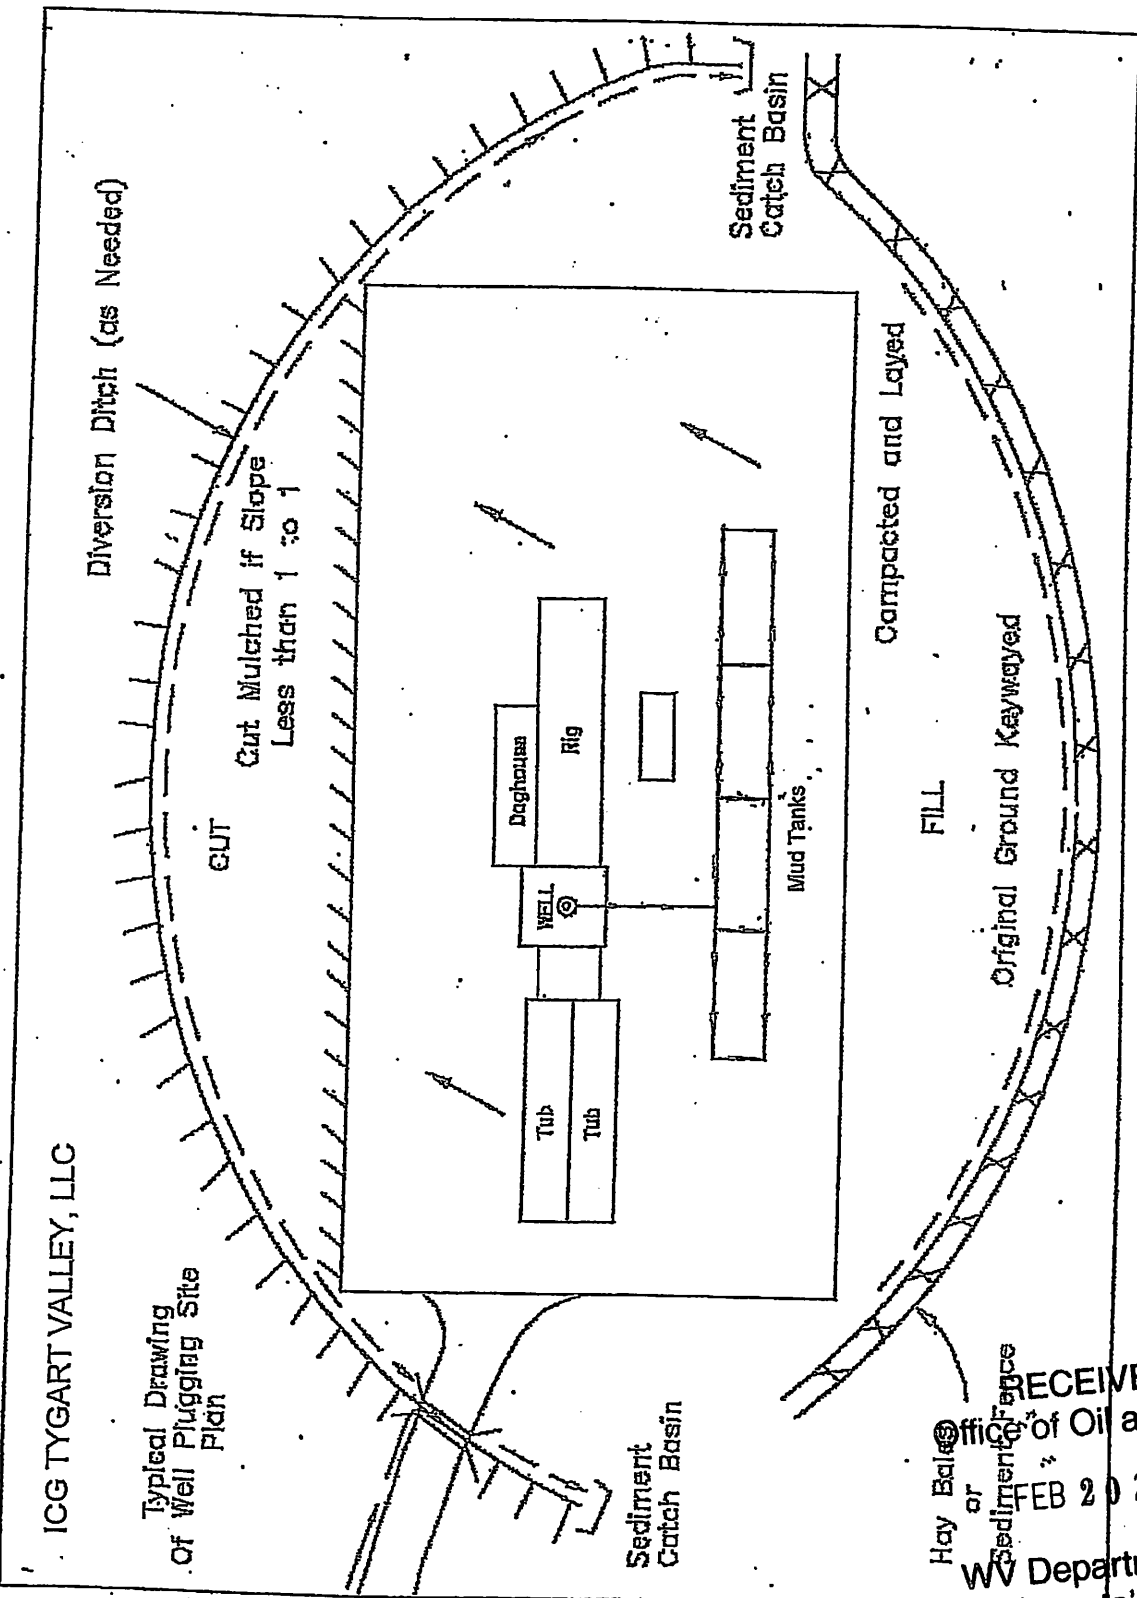 ICG TYGART VALLEY, LLC
Typical Drawing
Of Well Plugging Site
Plan
Diversion Ditch (as Needed)
Cut Mulched if Slope
Less than 1 to 1
CUT
Sediment
Catch Basin
Doghouse
Rig
WELL
Tub
Tub
Mud Tanks
Compacted and Layed
FILL
Original Ground Keywayed
Sediment
Catch Basin
Hay Bales
or
Sediment Fence
RECEIVE
Office of Oil a
FEB 20 2
WV Departm